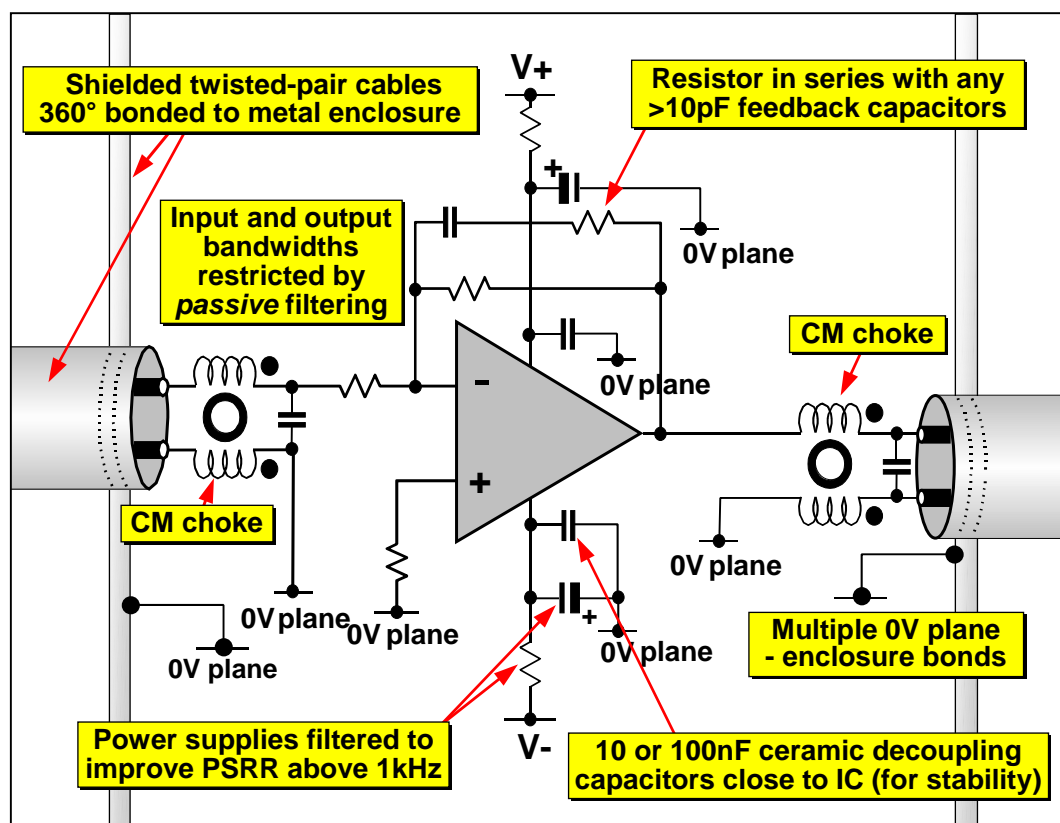 Shielded twisted-pair cables
360° bonded to metal enclosure
V+
Resistor in series with any
>10pF feedback capacitors
+
0V plane
Input and output
bandwidths
restricted by
passive filtering
0V plane
CM choke
-
+
CM choke
0V plane
0V plane
0V plane
0V plane
+
0V plane
Multiple 0V plane
- enclosure bonds
0V plane
Power supplies filtered to
improve PSRR above 1kHz
V-
10 or 100nF ceramic decoupling
capacitors close to IC (for stability)